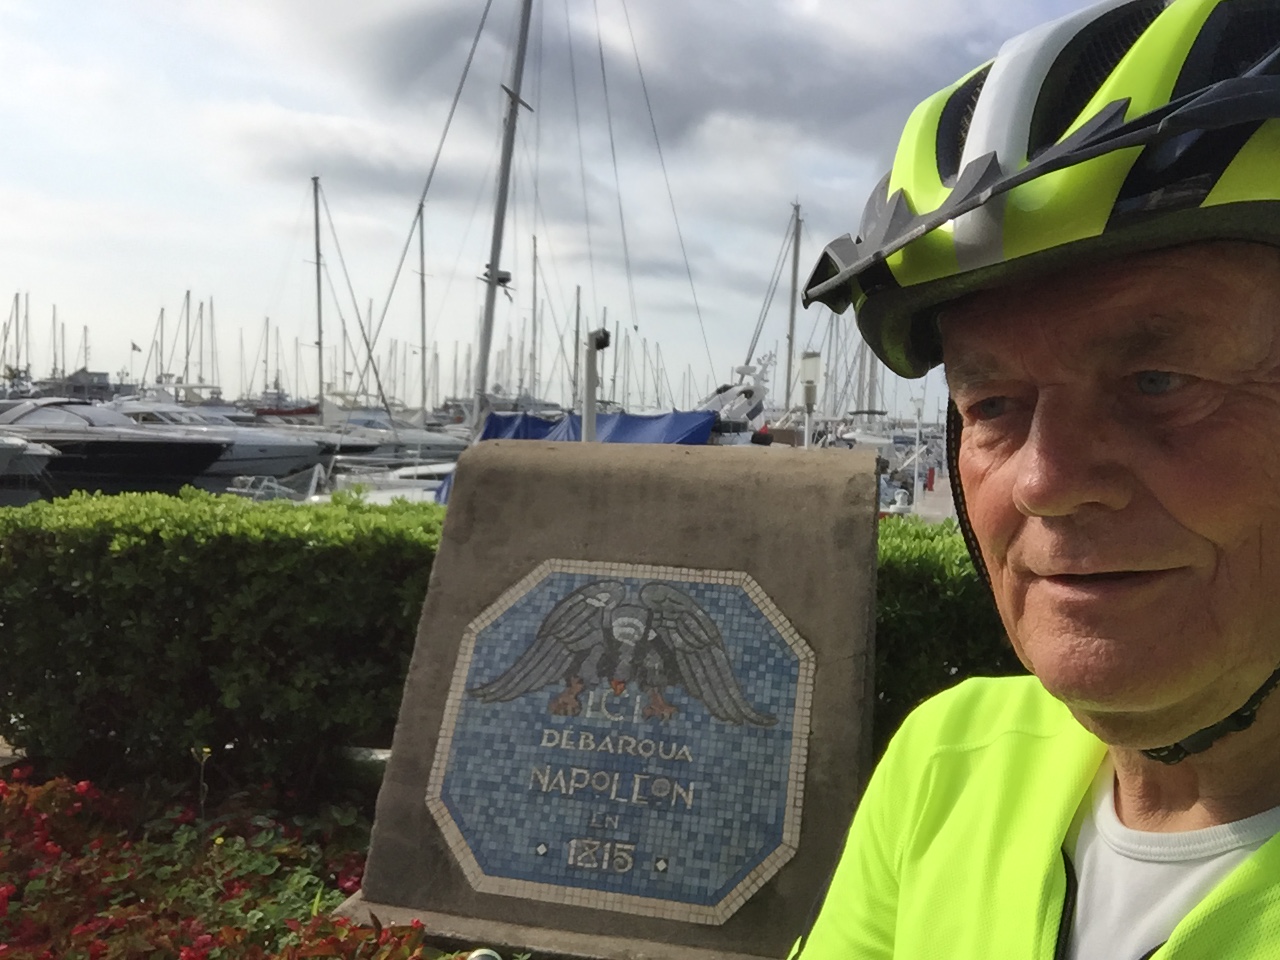 ICI
DÉBARQUA
NAPOLEON
EN
1815